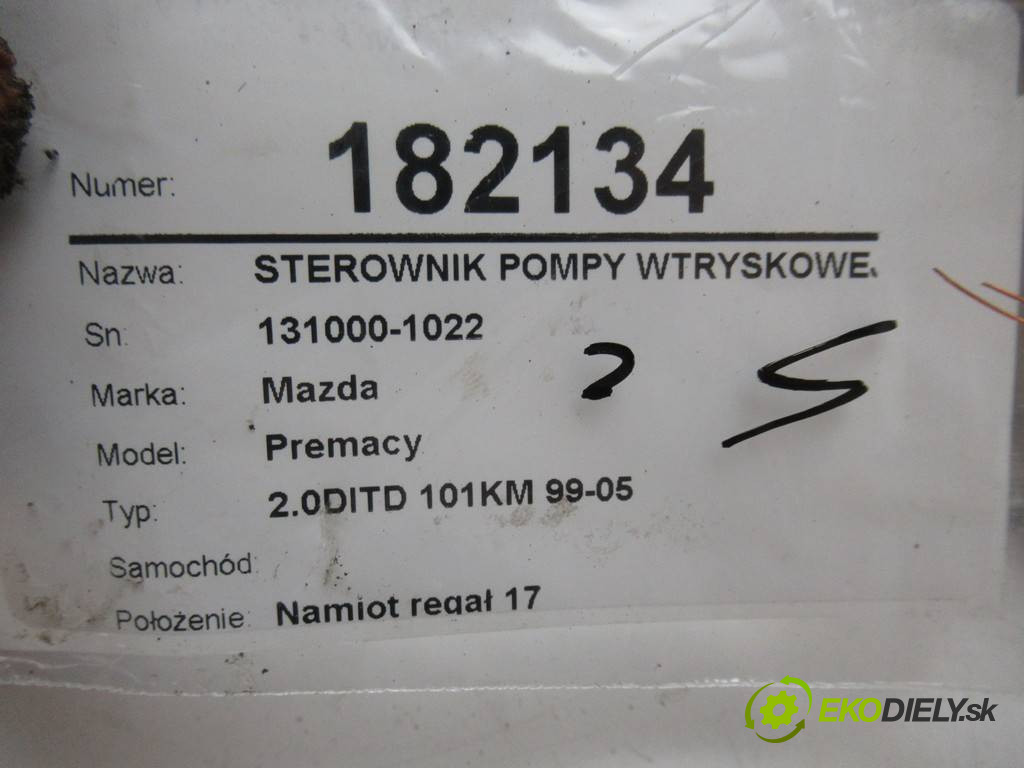 Numer: 182134
Nazwa: STEROWNIK POMPY WTRYSKOWE
Sn: 131000-1022
Marka: Mazda
Model: Premacy
Typ: 2.0DITD 101KM 99-05
Samochód:
Położenie: Namiot regał 17
EKODIELY.sk